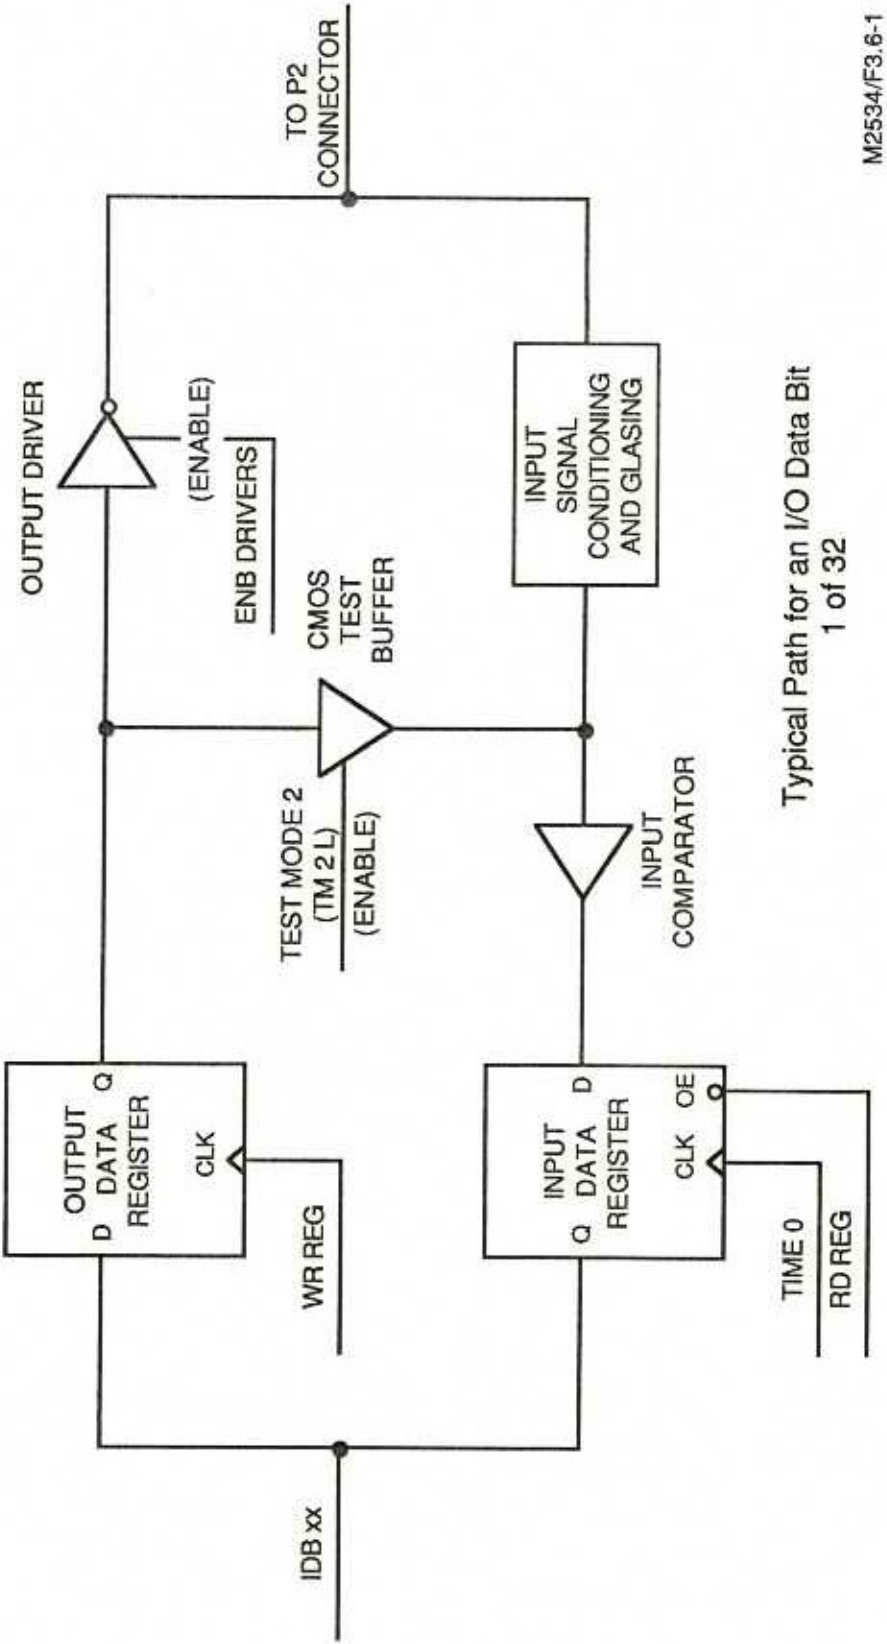 OUTPUT DRIVER
TO P2
CONNECTOR
(ENABLE)
ENB DRIVERS
OUTPUT
D DATA Q
REGISTER
CLK
WR REG
TEST MODE 2
(TM 2 L)
(ENABLE)
CMOS
TEST
BUFFER
IDB xx
INPUT
Q DATA D
REGISTER
CLK OE
TIME 0
RD REG
INPUT
COMPARATOR
INPUT
SIGNAL
CONDITIONING
AND GLASING
Typical Path for an I/O Data Bit
1 of 32
M2534/F3.6-1